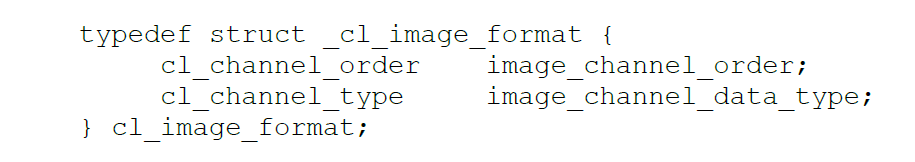 typedef struct _cl_image_format {
cl_channel_order image_channel_order;
cl_channel_type image_channel_data_type;
} cl_image_format;